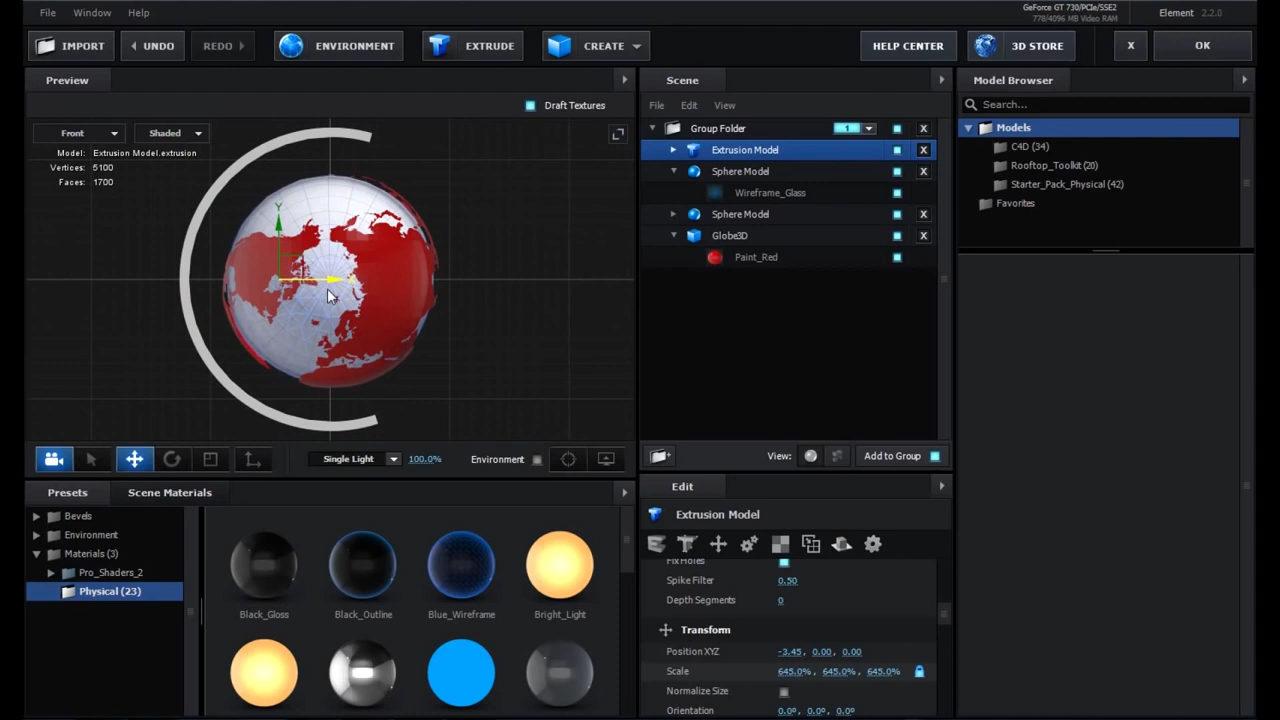 File Window Help
GeForce GT 730/PCIe/SSE2
778/4096 MB Video RAM
Element 2.2.0
IMPORT UNDO REDO ENVIRONMENT EXTRUDE CREATE HELP CENTER 3D STORE X OK
Preview
Draft Textures
Front Shaded
Model: Extrusion Model.extrusion
Vertices: 5100
Faces: 1700
Y
X
Single Light 100.0% Environment
Scene
File Edit View
Group Folder 1 X
Extrusion Model X
Sphere Model X
Wireframe_Glass
Sphere Model X
Globe3D X
Paint_Red
View: Add to Group
Model Browser
Search...
Models
C4D (34)
Rooftop_Toolkit (20)
Starter_Pack_Physical (42)
Favorites
Presets Scene Materials
Bevels
Environment
Materials (3)
Pro_Shaders_2
Physical (23)
Black_Gloss Black_Outline Blue_Wireframe Bright_Light
Edit
Extrusion Model
Fix Holes
Spike Filter 0.50
Depth Segments 0
Transform
Position XYZ -3.45, 0.00, 0.00
Scale 645.0%, 645.0%, 645.0%
Normalize Size
Orientation 0.0º, 0.0º, 0.0º